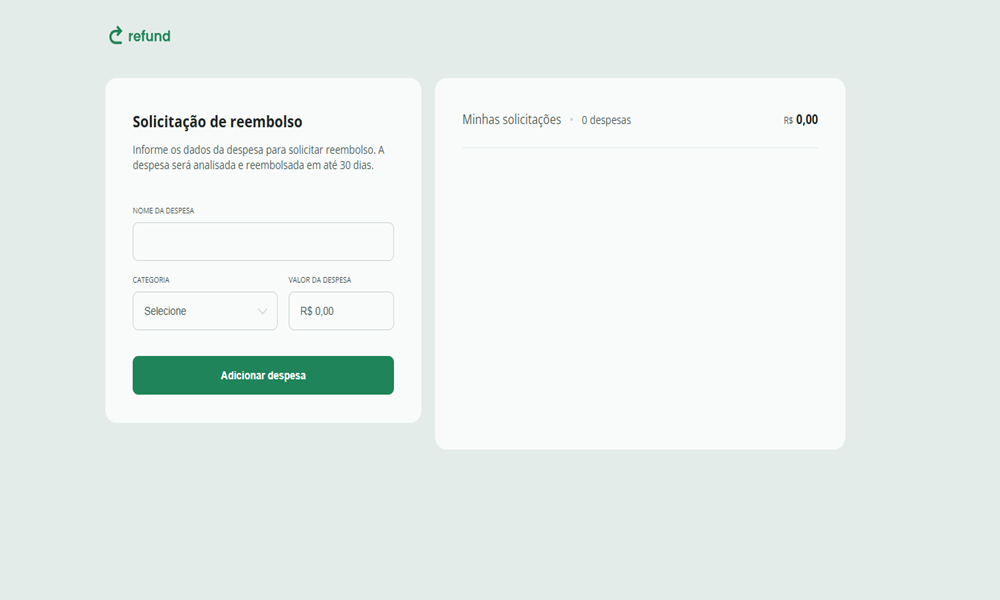 refund
Solicitação de reembolso
Informe os dados da despesa para solicitar reembolso. A
despesa será analisada e reembolsada em até 30 dias.
NOME DA DESPESA
CATEGORIA
VALOR DA DESPESA
Selecione
R$ 0,00
Adicionar despesa
Minhas solicitações • 0 despesas
R$ 0,00